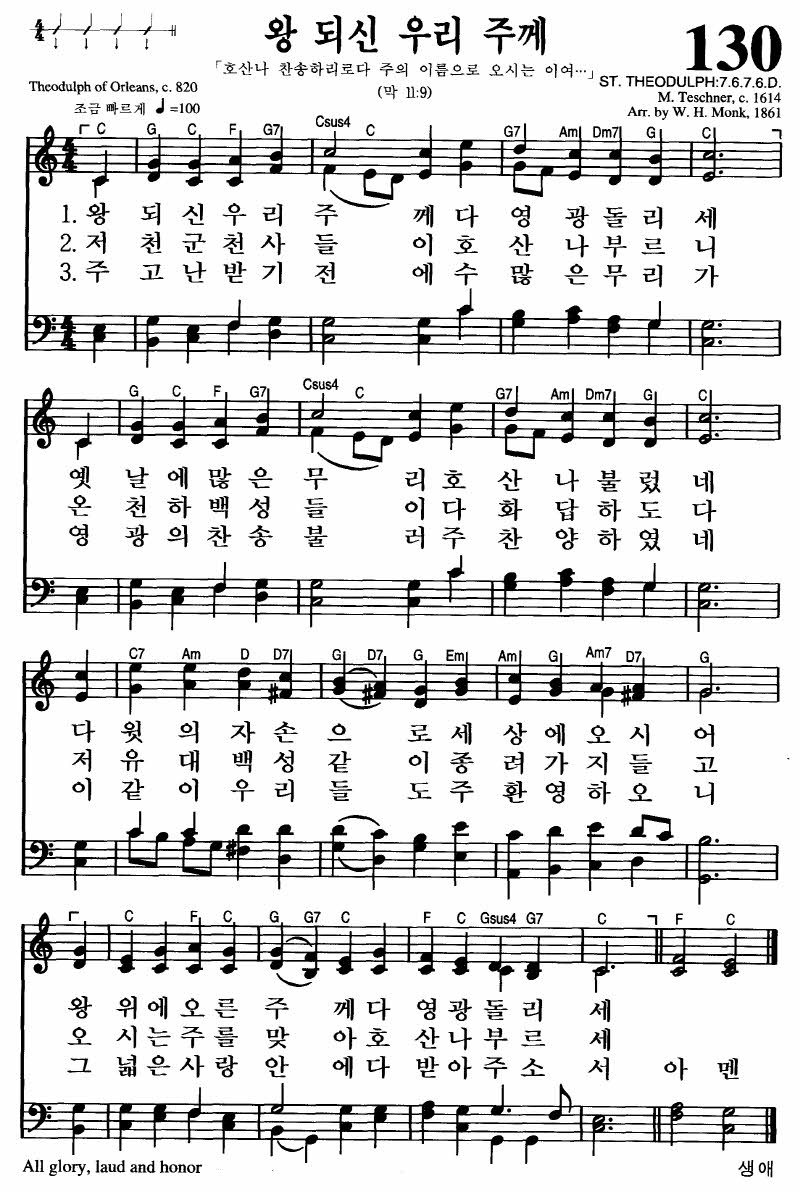 왕 되신 우리 주께
130
「호산나 찬송하리로다 주의 이름으로 오시는 이여…」
(막 11:9)
Theodulph of Orleans, c. 820
조금 빠르게 ♩=100
ST. THEODULPH:7.6.7.6.D.
M. Teschner, c. 1614
Arr. by W. H. Monk, 1861
4/4
C G C F G7 Csus4 C G7 Am Dm7 G C
1. 왕 되 신 우 리 주 께 다 영 광 돌 리 세
2. 저 천 군 천 사 들 이 호 산 나 부 르 니
3. 주 고 난 받 기 전 에 수 많 은 무 리 가
G C F G7 Csus4 C G7 Am Dm7 G C
옛 날 에 많 은 무 리 호 산 나 불 렀 네
온 천 하 백 성 들 이 다 화 답 하 도 다
영 광 의 찬 송 불 러 주 찬 양 하 였 네
C7 Am D D7 G D7 G Em Am G Am7 D7 G
다 윗 의 자 손 으 로 세 상 에 오 시 어
저 유 대 백 성 같 이 종 려 가 지 들 고
이 같 이 우 리 들 도 주 환 영 하 오 니
C F C G G7 C F C Gsus4 G7 C F C
왕 위 에 오 른 주 께 다 영 광 돌 리 세
오 시 는 주 를 맞 아 호 산 나 부 르 세
그 넓 은 사 랑 안 에 다 받 아 주 소 서 아 멘
All glory, laud and honor
생애